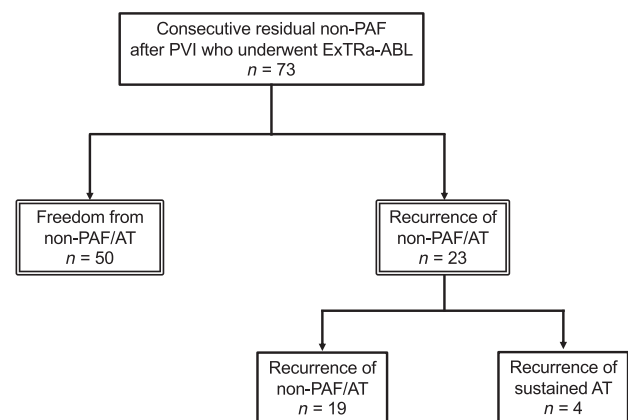 Consecutive residual non-PAF
after PVI who underwent ExTRa-ABL
n = 73
Freedom from
non-PAF/AT
n = 50
Recurrence of
non-PAF/AT
n = 23
Recurrence of
non-PAF/AT
n = 19
Recurrence of
sustained AT
n = 4